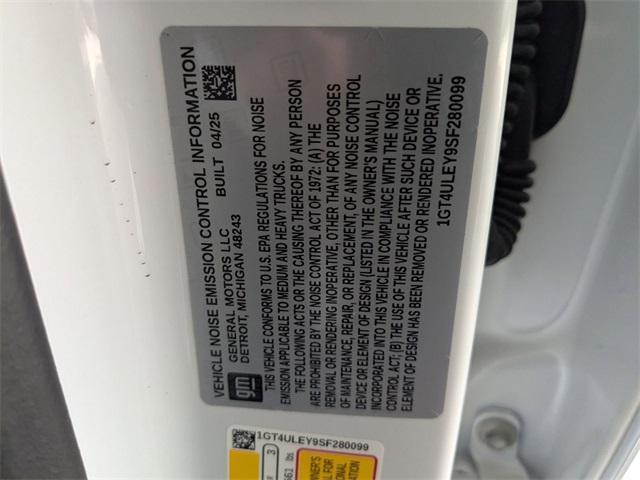 VEHICLE NOISE EMISSION CONTROL INFORMATION
GENERAL MOTORS LLC BUILT 04/25
DETROIT, MICHIGAN 48243
gm
THIS VEHICLE CONFORMS TO U.S. EPA REGULATIONS FOR NOISE
EMISSION APPLICABLE TO MEDIUM AND HEAVY TRUCKS.
THE FOLLOWING ACTS OR THE CAUSING THEREOF BY ANY PERSON
ARE PROHIBITED BY THE NOISE CONTROL ACT OF 1972: (A) THE
REMOVAL OR RENDERING INOPERATIVE, OTHER THAN FOR PURPOSES
OF MAINTENANCE, REPAIR, OR REPLACEMENT, OF ANY NOISE CONTROL
DEVICE OR ELEMENT OF DESIGN (LISTED IN THE OWNER'S MANUAL)
INCORPORATED INTO THIS VEHICLE IN COMPLIANCE WITH THE NOISE
CONTROL ACT; (B) THE USE OF THIS VEHICLE AFTER SUCH DEVICE OR
ELEMENT OF DESIGN HAS BEEN REMOVED OR RENDERED INOPERATIVE.
1GT4ULEY9SF280099
1GT4ULEY9SF280099
3
lbs